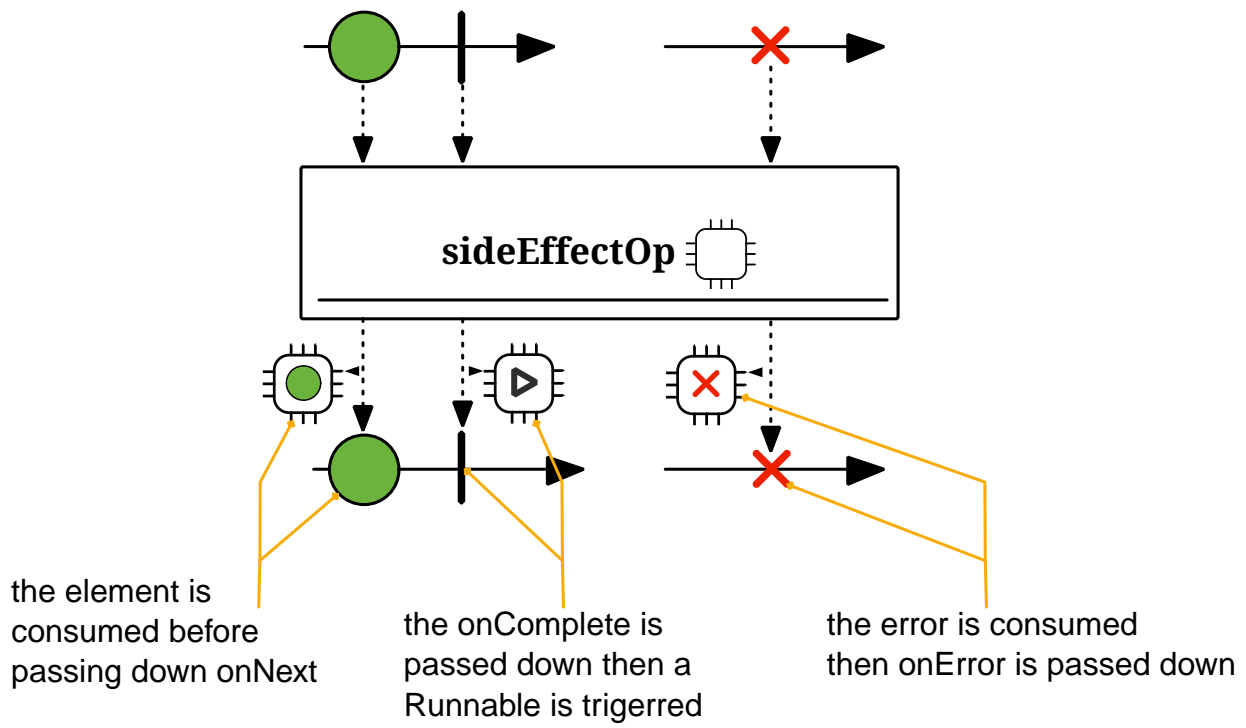 sideEffectOp
the element is
consumed before
passing down onNext
the onComplete is
passed down then a
Runnable is trigerred
the error is consumed
then onError is passed down